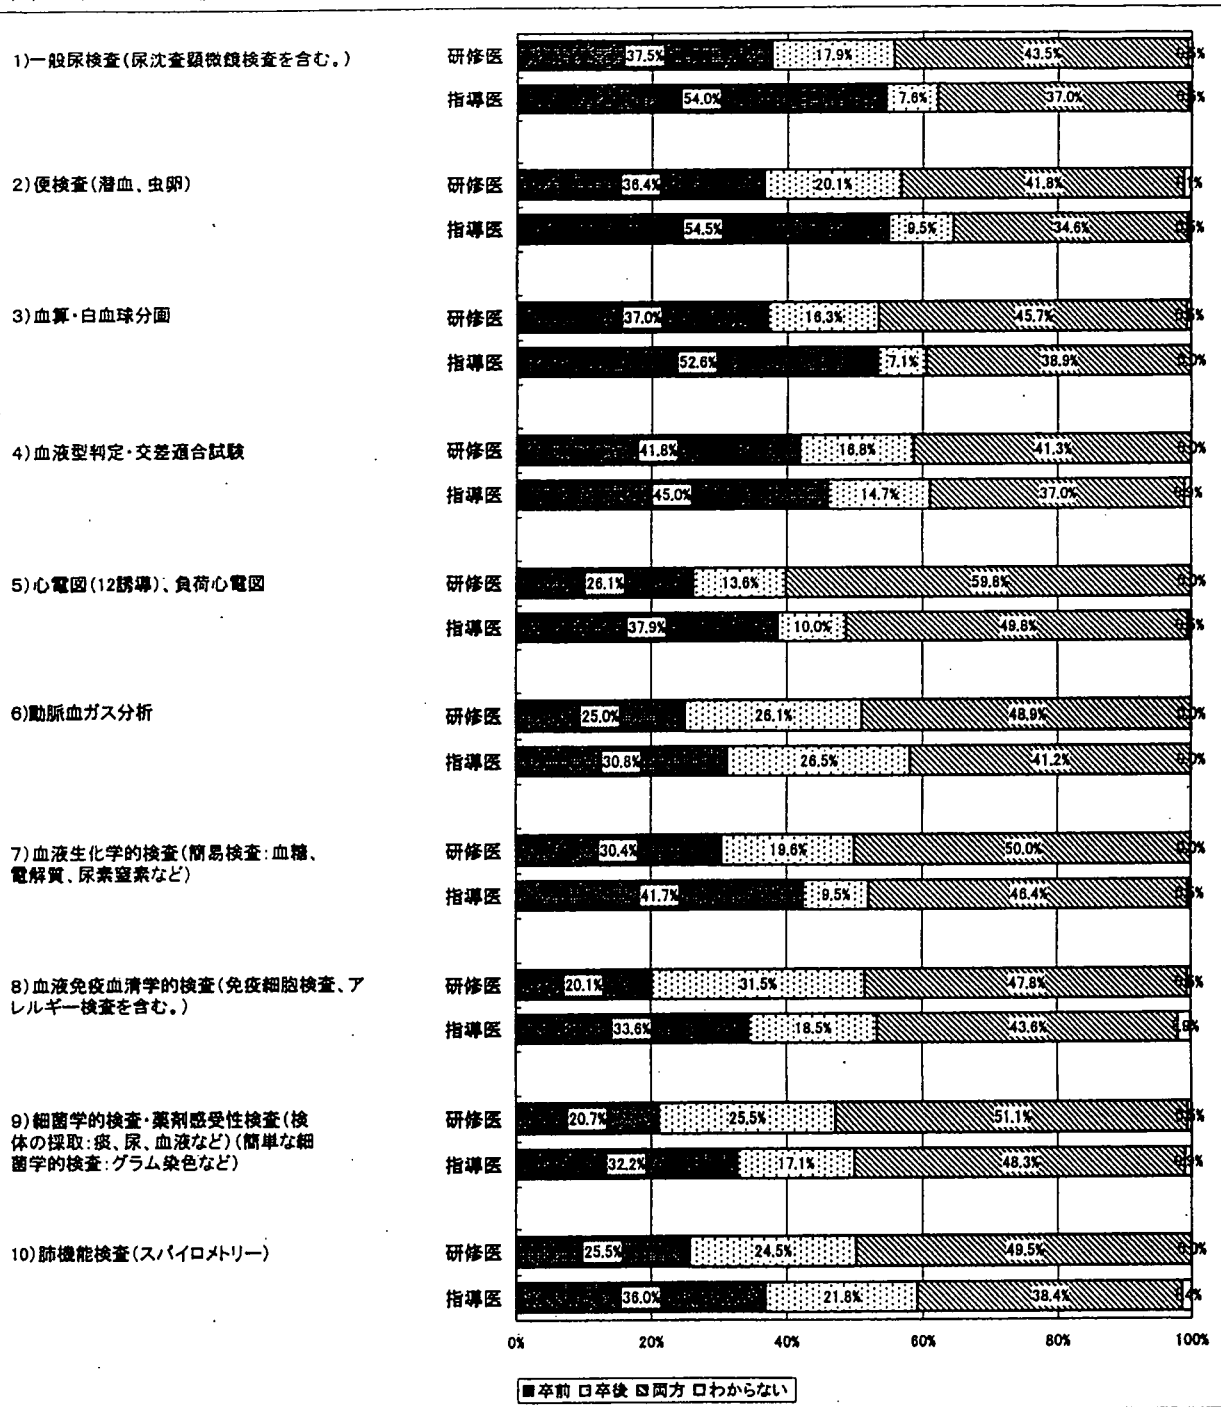 1)一般尿検査(尿沈査顕微鏡検査を含む。)
研修医 37.5% 17.9% 43.5%
指導医 54.0% 7.6% 37.0%
2)便検査(潜血、虫卵)
研修医 36.4% 20.1% 41.8%
指導医 54.5% 9.5% 34.6%
3)血算・白血球分画
研修医 37.0% 16.3% 45.7%
指導医 52.6% 7.1% 38.9% 0.0%
4)血液型判定・交差適合試験
研修医 41.8% 16.8% 41.3% 0.0%
指導医 45.0% 14.7% 37.0%
5)心電図(12誘導)、負荷心電図
研修医 26.1% 13.6% 59.8% 0.0%
指導医 37.9% 10.0% 49.8%
6)動脈血ガス分析
研修医 25.0% 26.1% 48.9% 0.0%
指導医 30.8% 26.5% 41.2% 0.0%
7)血液生化学的検査(簡易検査:血糖、
電解質、尿素窒素など)
研修医 30.4% 19.6% 50.0% 0.0%
指導医 41.7% 9.5% 46.4%
8)血液免疫血清学的検査(免疫細胞検査、ア
レルギー検査を含む。)
研修医 20.1% 31.5% 47.8%
指導医 33.6% 18.5% 43.6%
9)細菌学的検査・薬剤感受性検査(検
体の採取:痰、尿、血液など)(簡単な細
菌学的検査:グラム染色など)
研修医 20.7% 25.5% 51.1%
指導医 32.2% 17.1% 48.3%
10)肺機能検査(スパイロメトリー)
研修医 25.5% 24.5% 49.5% 0.0%
指導医 36.0% 21.8% 38.4%
0% 20% 40% 60% 80% 100%
■卒前 □卒後 ▧両方 □わからない